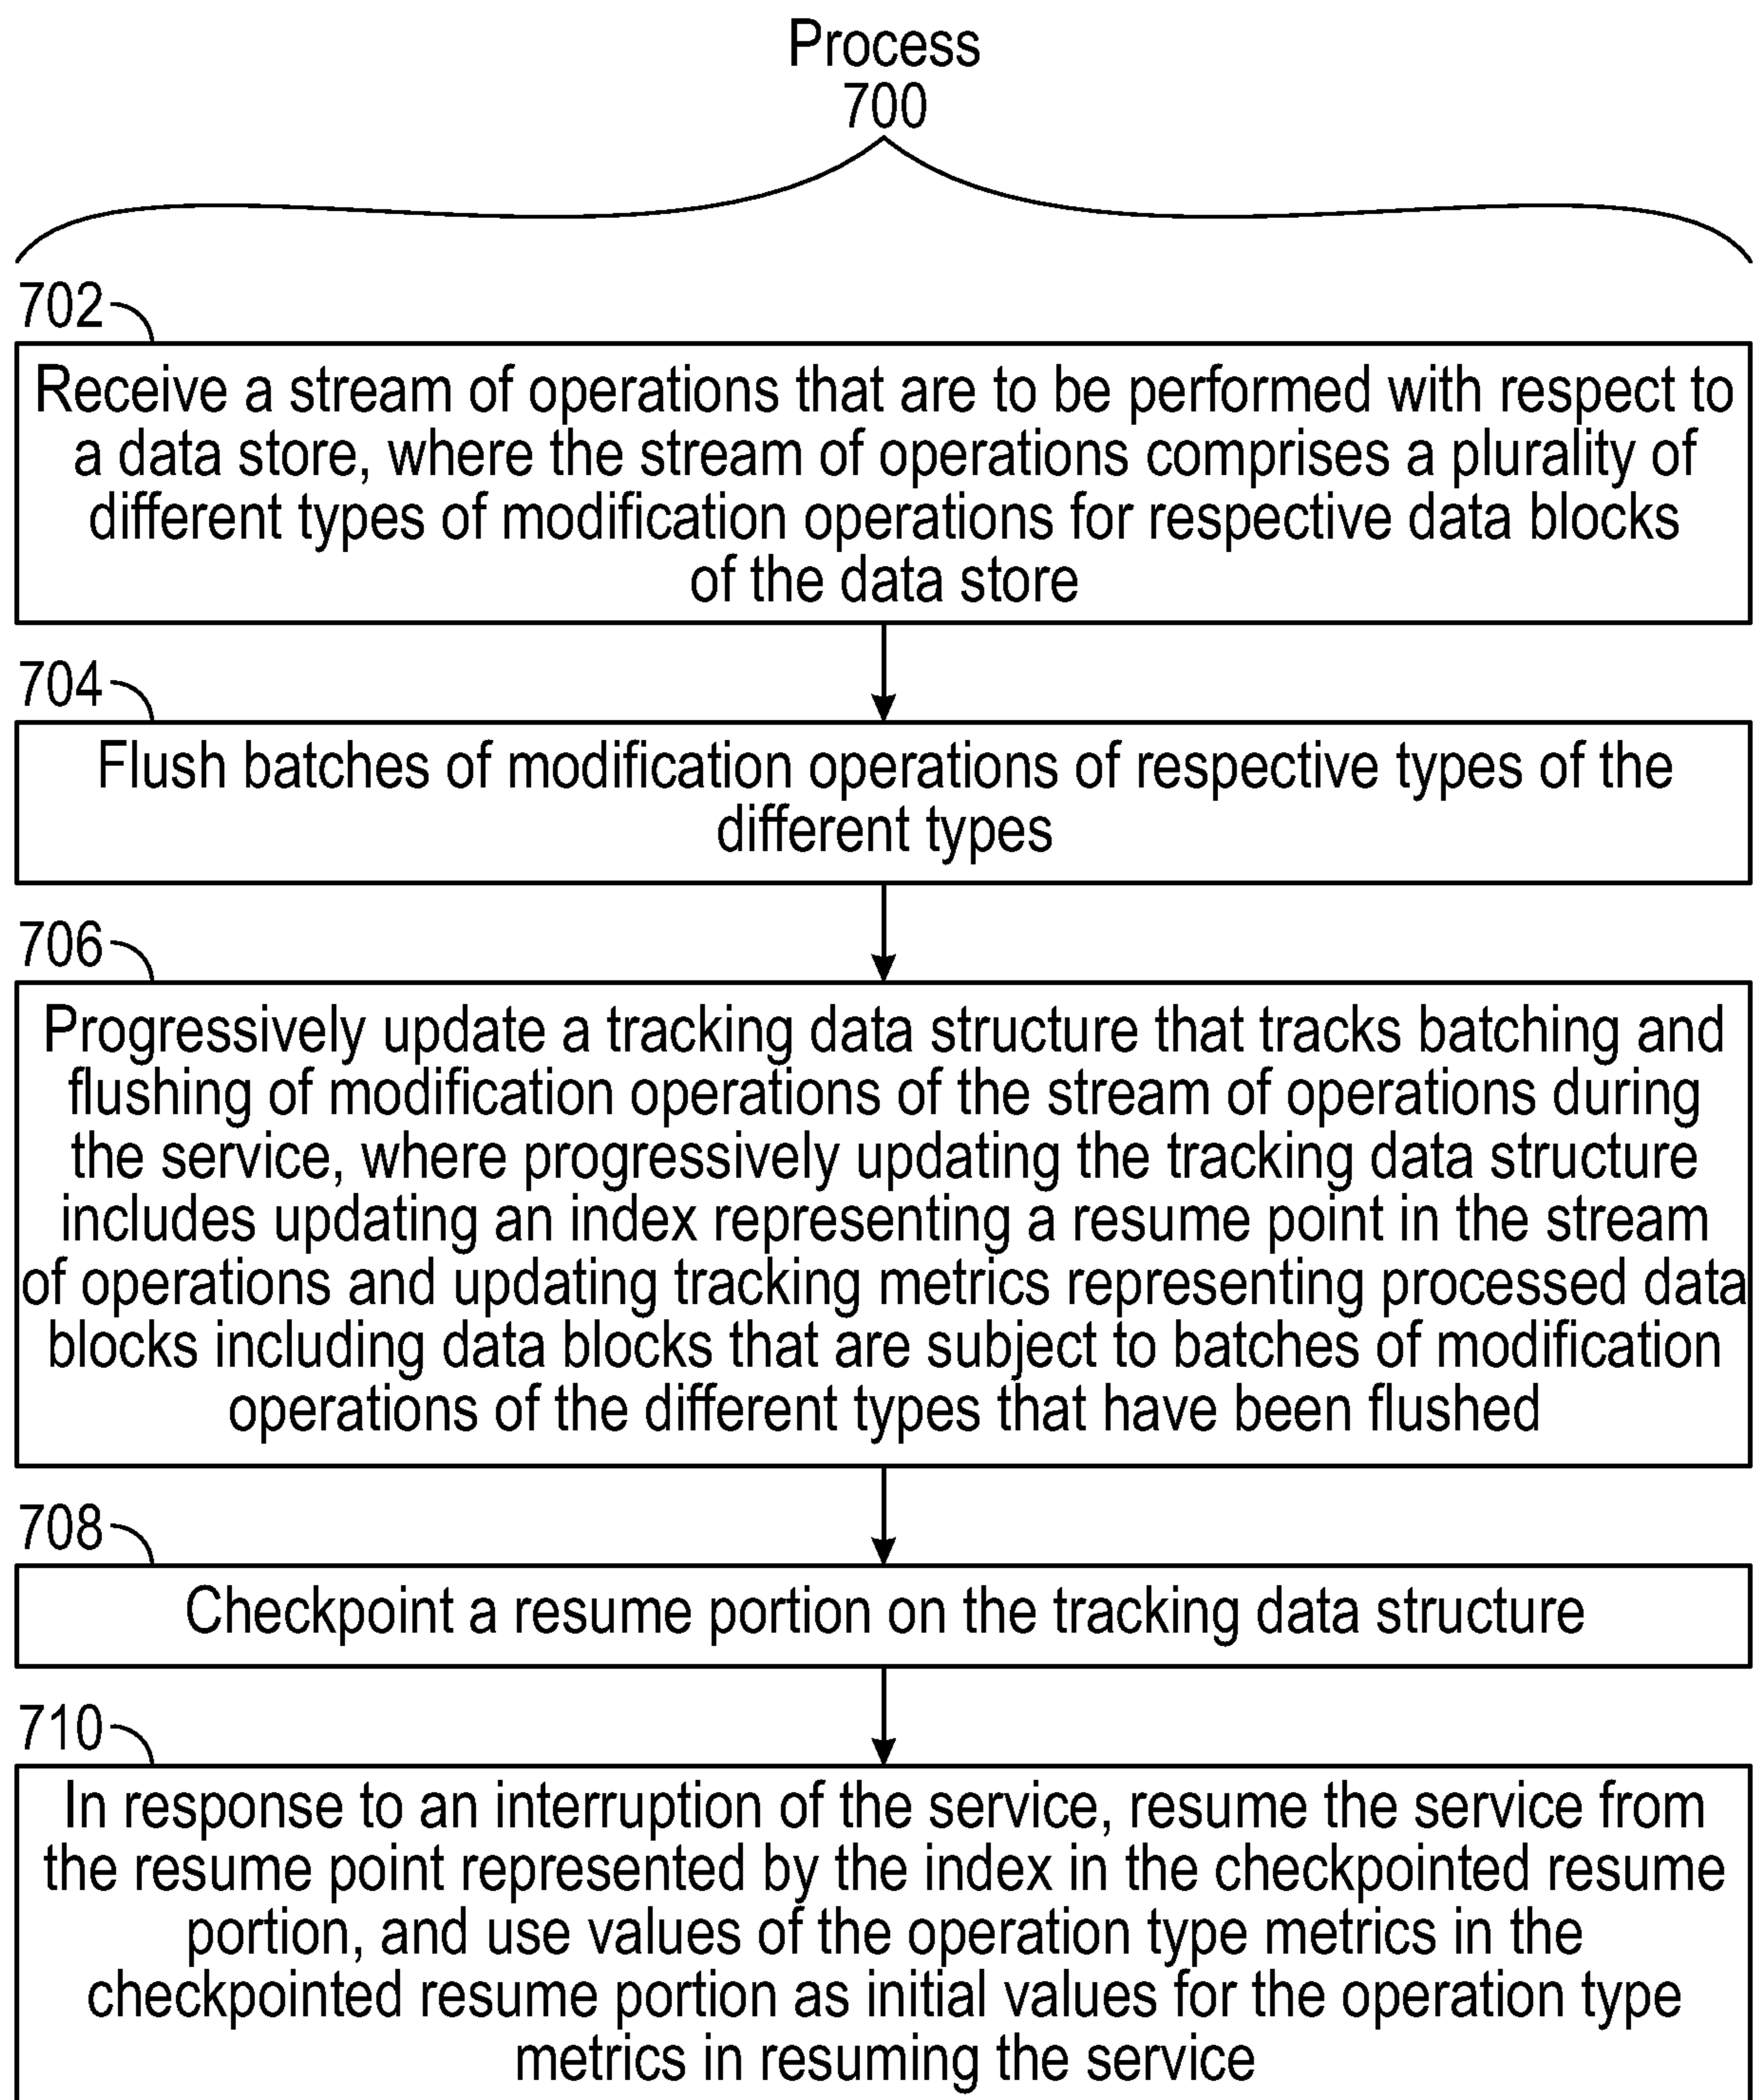 Process
700
702
Receive a stream of operations that are to be performed with respect to
a data store, where the stream of operations comprises a plurality of
different types of modification operations for respective data blocks
of the data store
704
Flush batches of modification operations of respective types of the
different types
706
Progressively update a tracking data structure that tracks batching and
flushing of modification operations of the stream of operations during
the service, where progressively updating the tracking data structure
includes updating an index representing a resume point in the stream
of operations and updating tracking metrics representing processed data
blocks including data blocks that are subject to batches of modification
operations of the different types that have been flushed
708
Checkpoint a resume portion on the tracking data structure
710
In response to an interruption of the service, resume the service from
the resume point represented by the index in the checkpointed resume
portion, and use values of the operation type metrics in the
checkpointed resume portion as initial values for the operation type
metrics in resuming the service